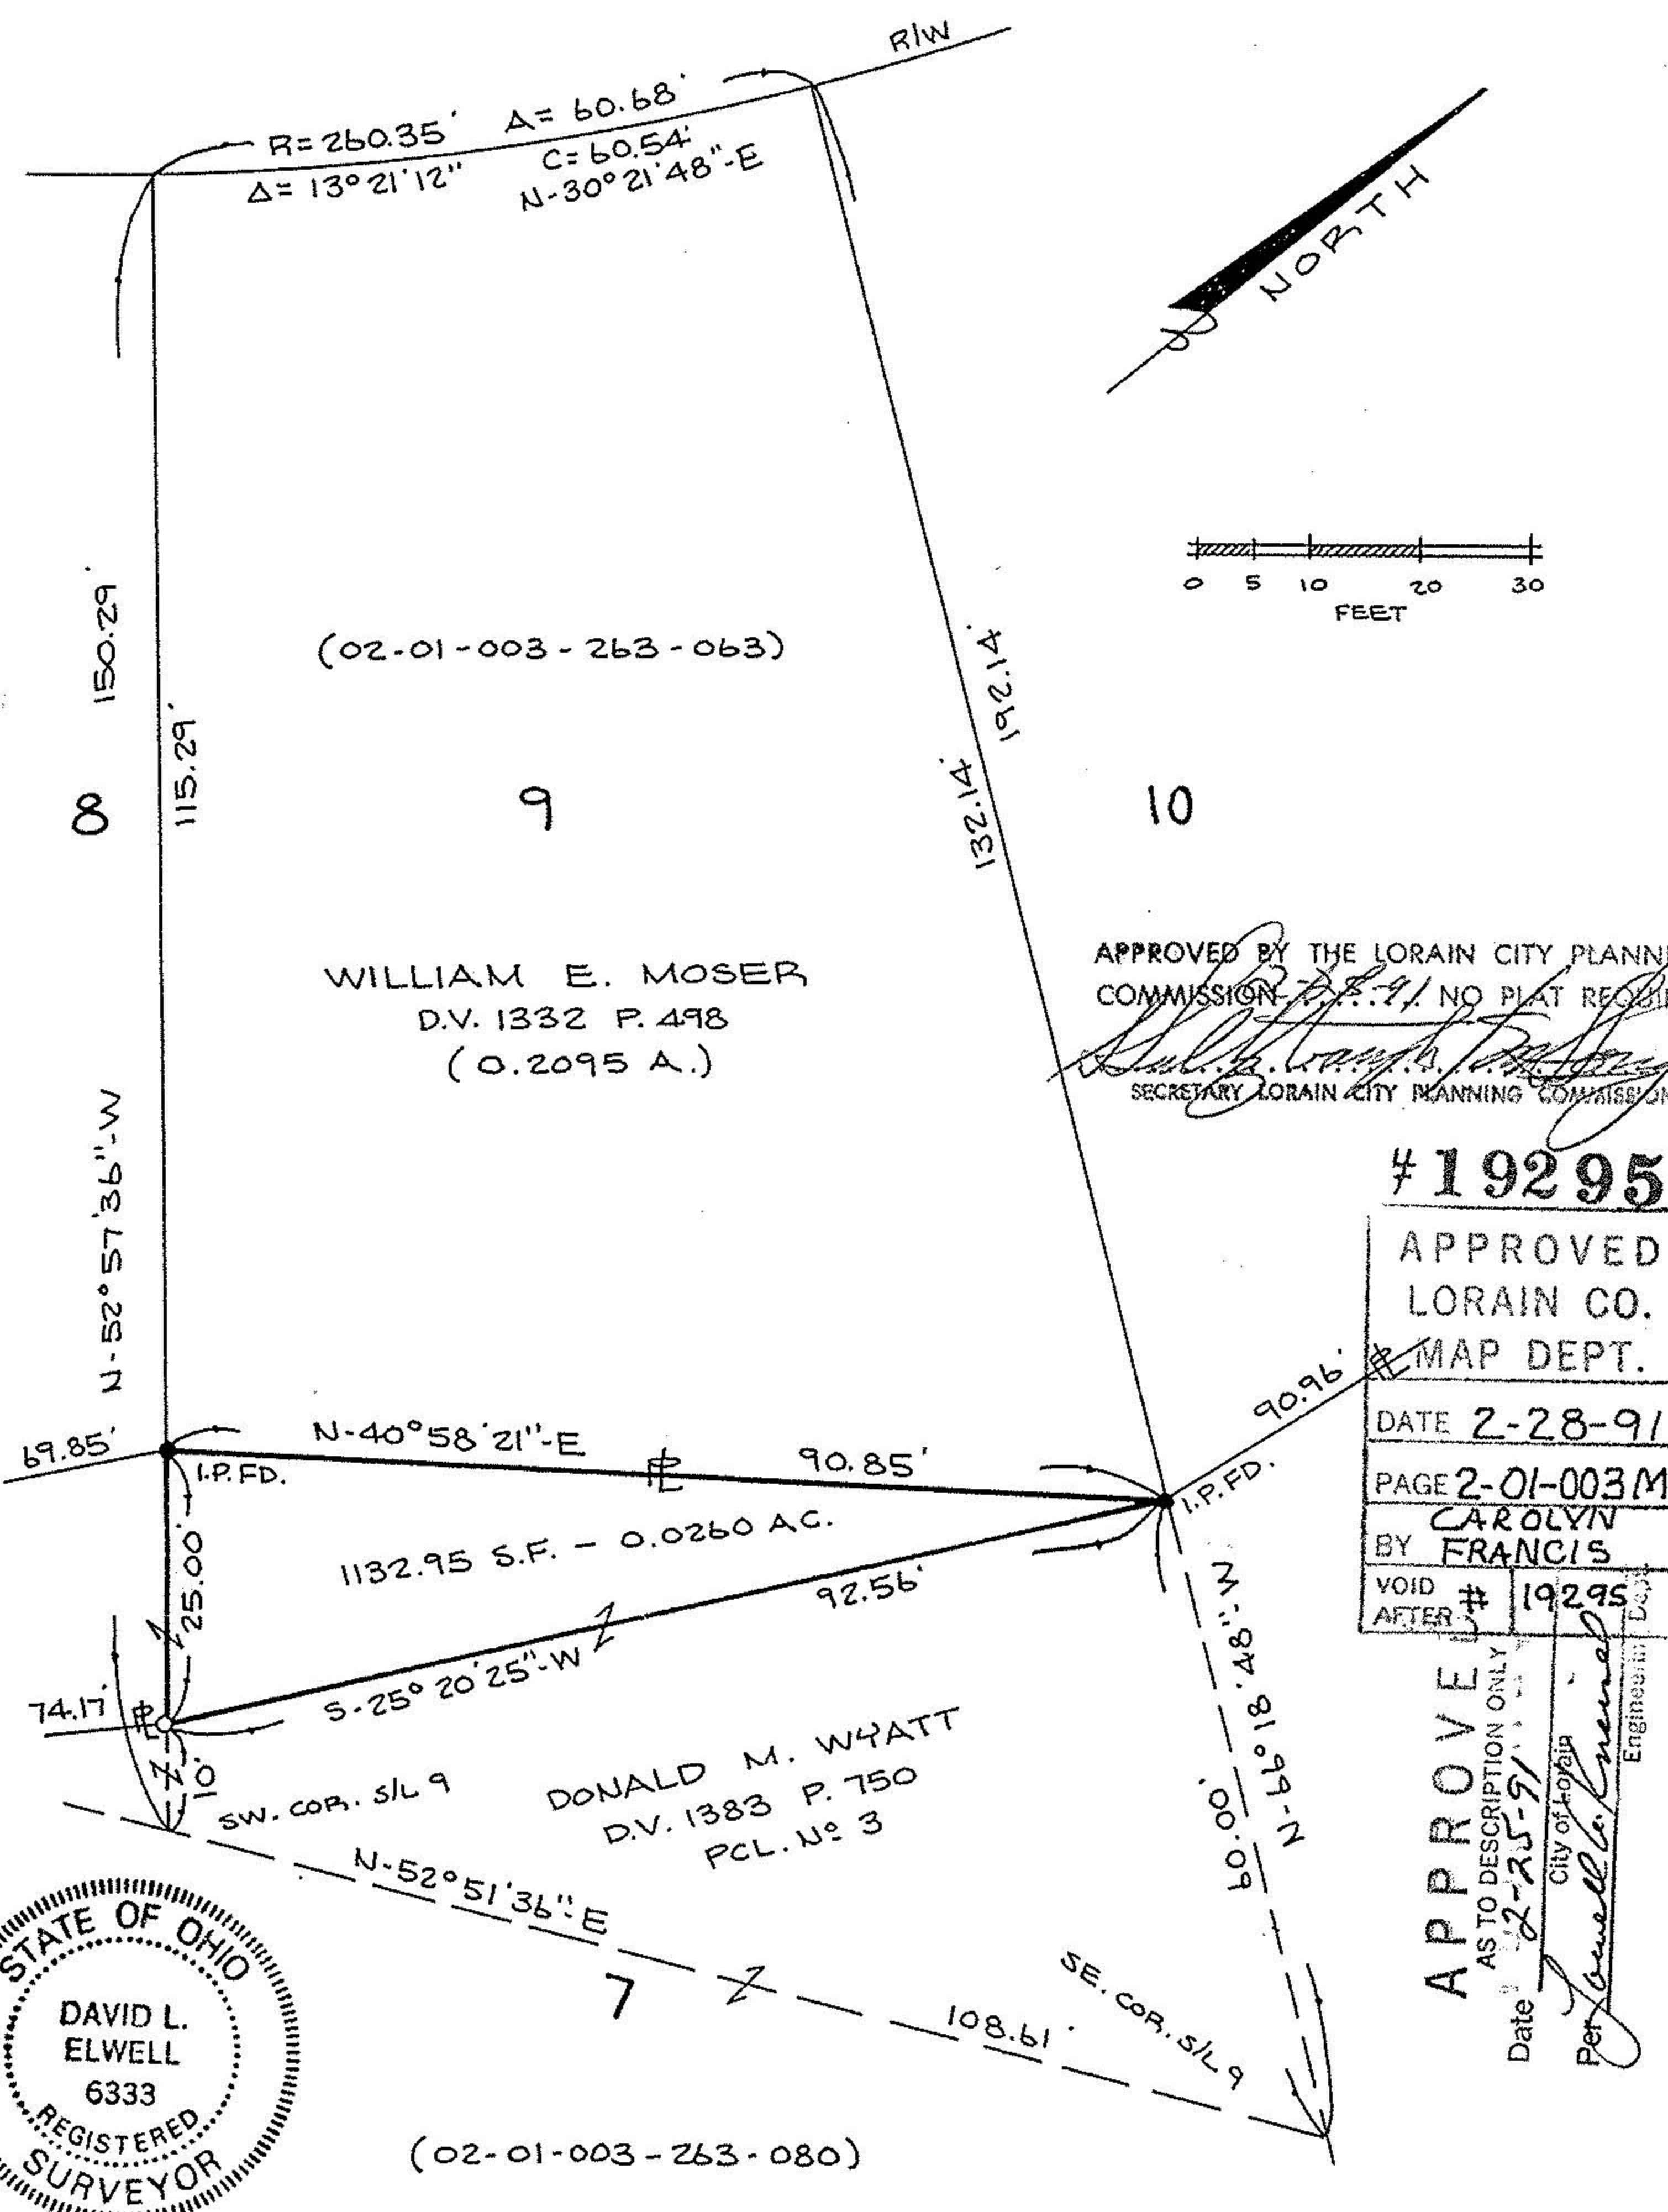 R/W
R=260.35' A= 60.68'
Δ= 13°21'12" C= 60.54'
N-30°21'48"-E
NORTH
0 5 10 20 30
FEET
(02-01-003-263-063)
150.29'
115.29'
192.14'
132.14'
8
9
10
WILLIAM E. MOSER
D.V. 1332 P. 498
(0.2095 A.)
N-52°57'36"-W
APPROVED BY THE LORAIN CITY PLANNI
COMMISSION 2-28-91 NO PLAT REQUI
SECRETARY LORAIN CITY PLANNING COMMISSION
#19295
APPROVED
LORAIN CO.
MAP DEPT.
DATE 2-28-91
PAGE 2-01-003M
BY CAROLYN FRANCIS
VOID AFTER # 19295
69.85'
I.P. FD.
N-40°58'21"-E
PL
90.85'
90.96'
PL
I.P. FD.
25.00'
1132.95 S.F. - 0.0260 AC.
92.56'
S-25°20'25"-W
74.17'
PL
10'
SW. COR. S/L 9
DONALD M. WYATT
D.V. 1383 P. 750
PCL. Nº 3
N-66°18'48"-W
60.00'
N-52°51'36"-E
7
108.61'
SE. COR. S/L 9
(02-01-003-263-080)
APPROVE
AS TO DESCRIPTION ONLY
Date 2-25-91
City of Lorain
Per
Engineerin Dept
STATE OF OHIO
DAVID L.
ELWELL
6333
REGISTERED
SURVEYOR